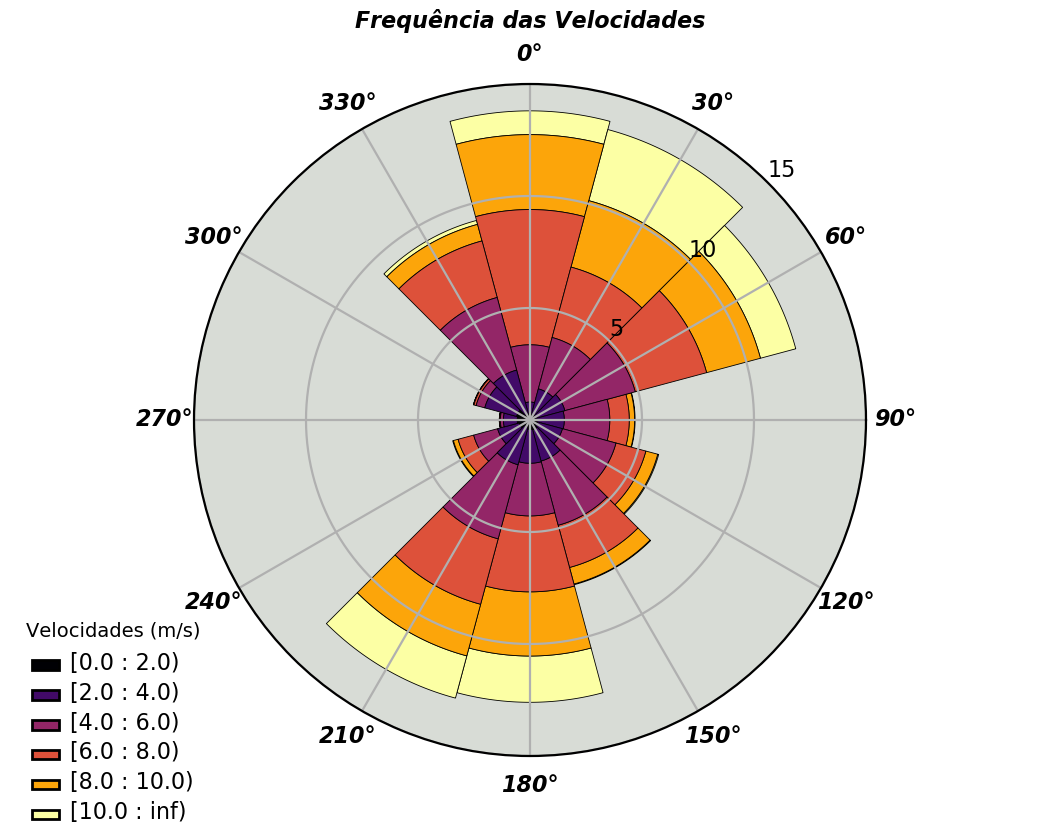 Frequência das Velocidades
0°
330°
30°
15
300°
60°
10
5
270°
90°
240°
120°
210°
150°
180°
Velocidades (m/s)
[0.0 : 2.0)
[2.0 : 4.0)
[4.0 : 6.0)
[6.0 : 8.0)
[8.0 : 10.0)
[10.0 : inf)